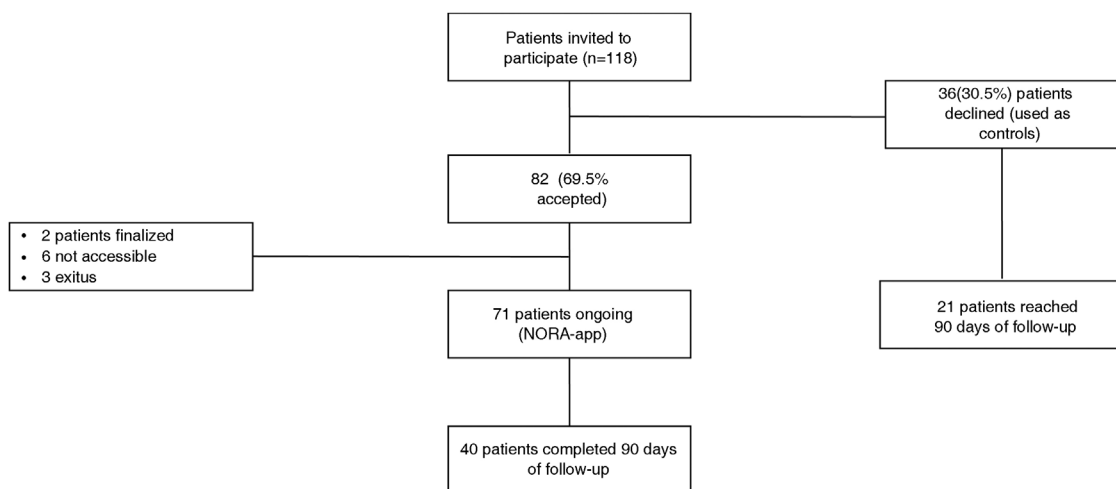 Patients invited to
participate (n=118)
36(30.5%) patients
declined (used as
controls)
82 (69.5%
accepted)
• 2 patients finalized
• 6 not accessible
• 3 exitus
71 patients ongoing
(NORA-app)
21 patients reached
90 days of follow-up
40 patients completed 90 days
of follow-up